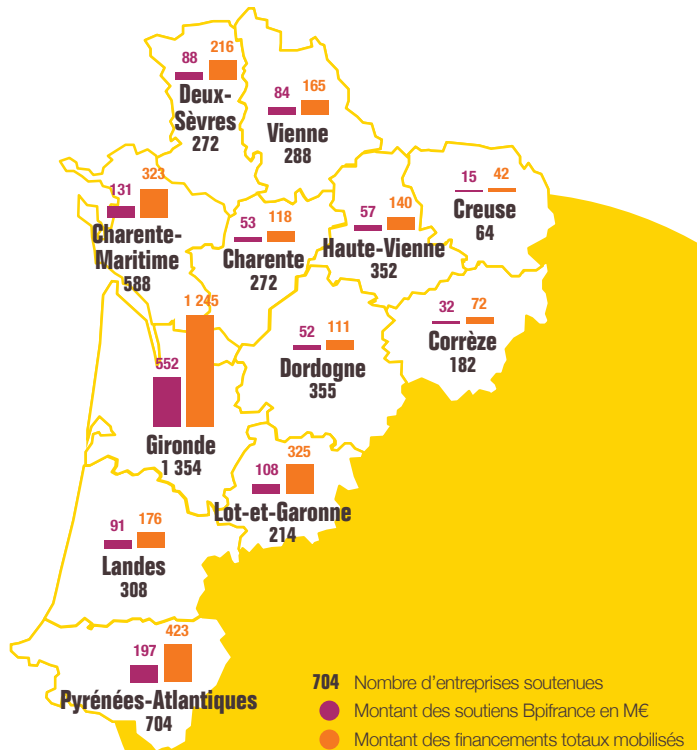 88 216
Deux-
Sèvres
272
84 165
Vienne
288
131 323
Charente-
Maritime
588
53 118
Charente
272
57 140
Haute-Vienne
352
15 42
Creuse
64
32 72
Corrèze
182
552 1 245
Gironde
1 354
52 111
Dordogne
355
108 325
Lot-et-Garonne
214
91 176
Landes
308
197 423
Pyrénées-Atlantiques
704
704 Nombre d'entreprises soutenues
Montant des soutiens Bpifrance en M€
Montant des financements totaux mobilisés